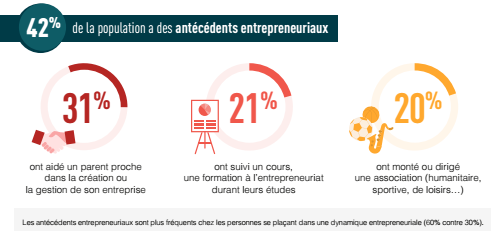 42% de la population a des antécédents entrepreneuriaux
31%
ont aidé un parent proche
dans la création ou
la gestion de son entreprise
21%
ont suivi un cours,
une formation à l'entrepreneuriat
durant leurs études
20%
ont monté ou dirigé
une association (humanitaire,
sportive, de loisirs…)
Les antécédents entrepreneuriaux sont plus fréquents chez les personnes se plaçant dans une dynamique entrepreneuriale (60% contre 30%).